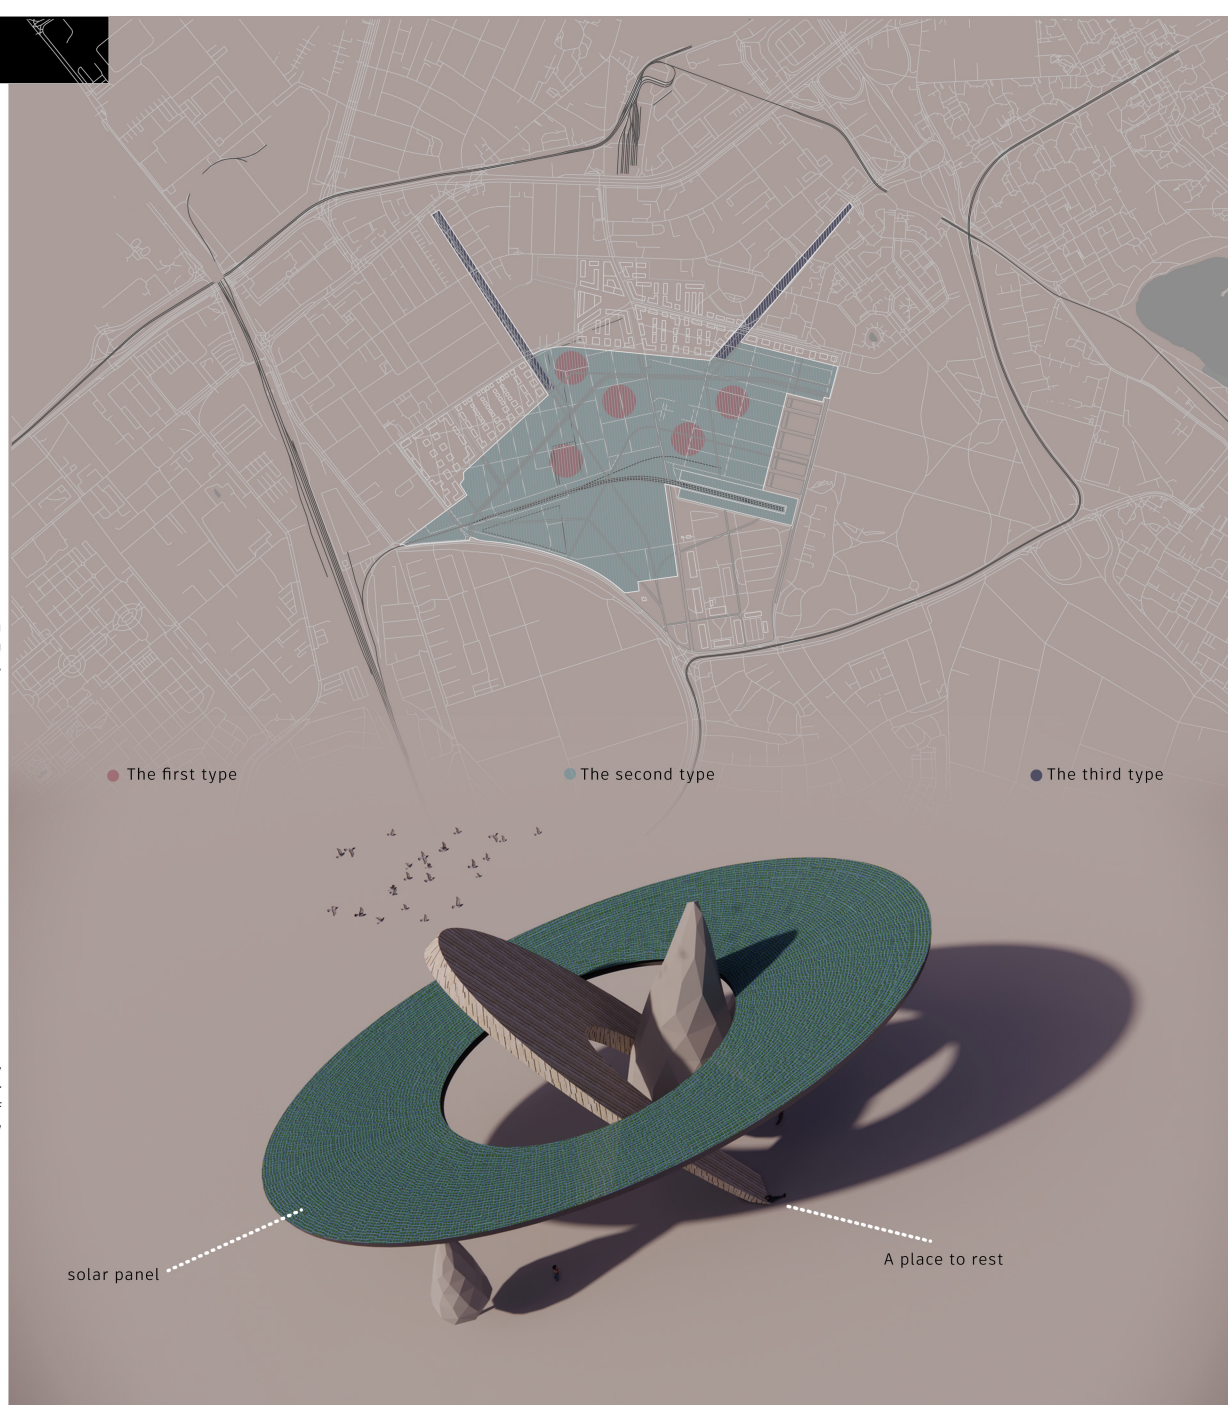 The first type
The second type
The third type
solar panel
A place to rest